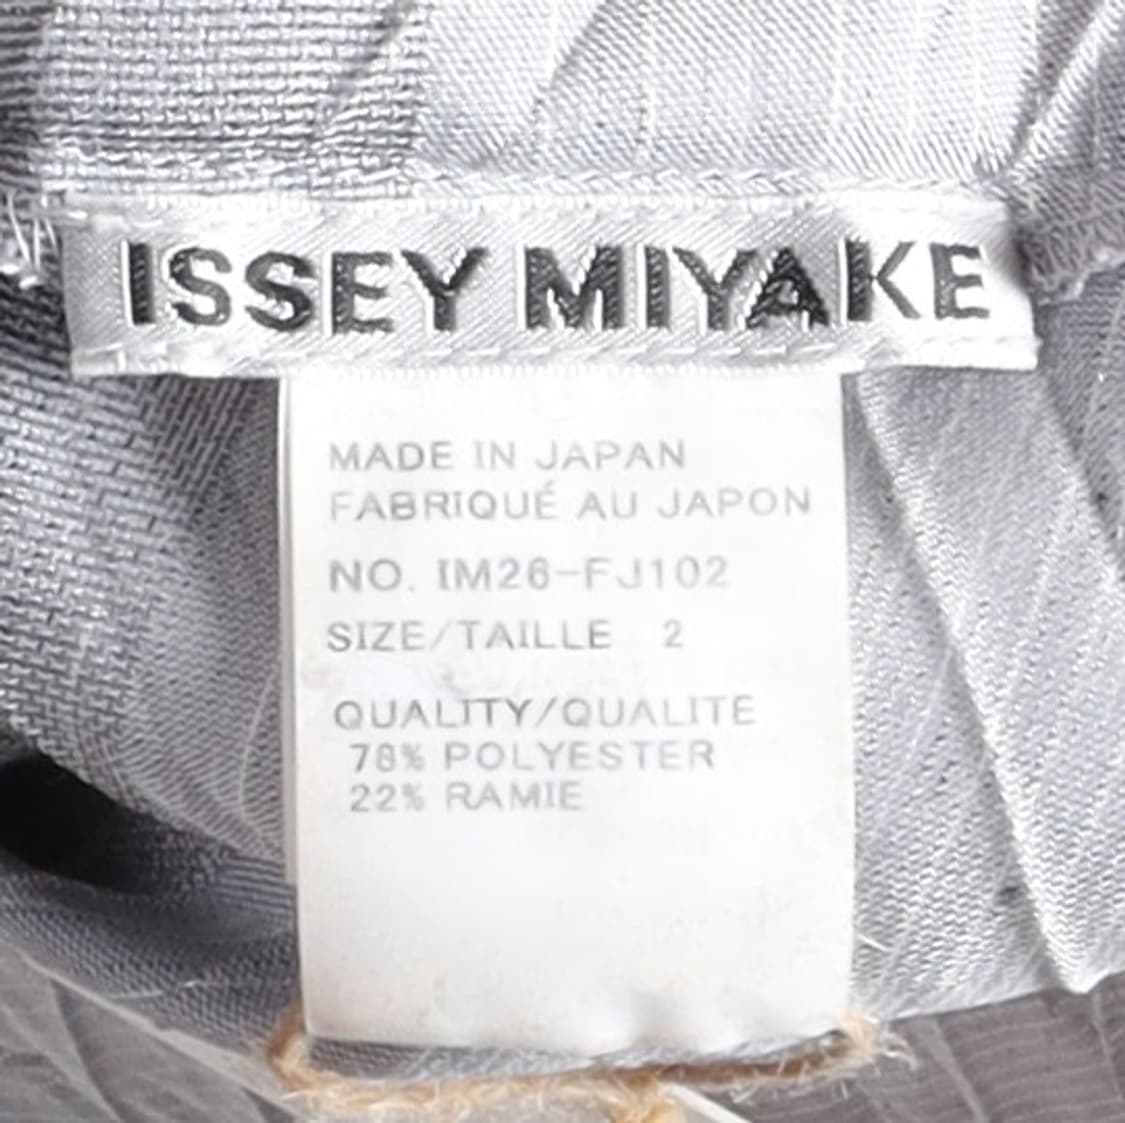 ISSEY MIYAKE
MADE IN JAPAN
FABRIQUÉ AU JAPON
NO. IM26-FJ102
SIZE/TAILLE 2
QUALITY/QUALITE
78% POLYESTER
22% RAMIE